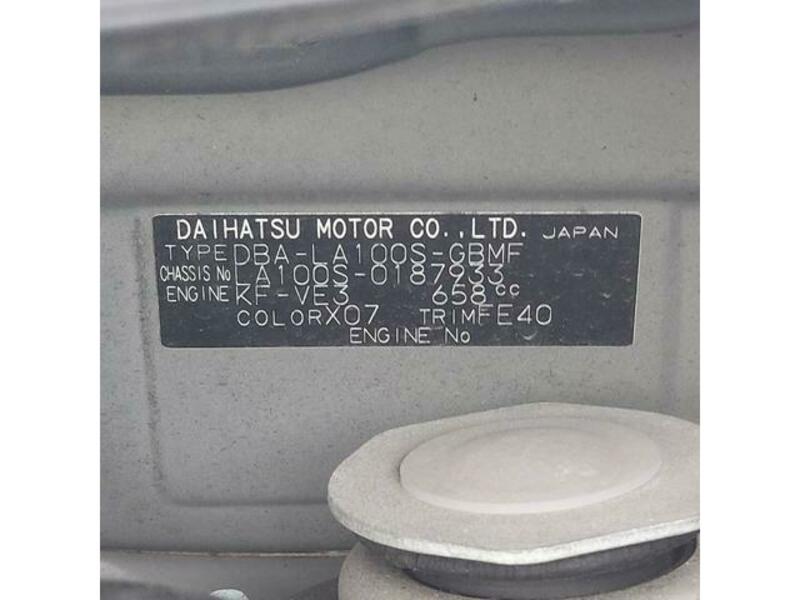 DAIHATSU MOTOR CO.,LTD. JAPAN
TYPE DBA-LA100S-GBMF
CHASSIS No LA100S-0187933
ENGINE KF-VE3 658cc
COLOR X07 TRIM FE40
ENGINE No